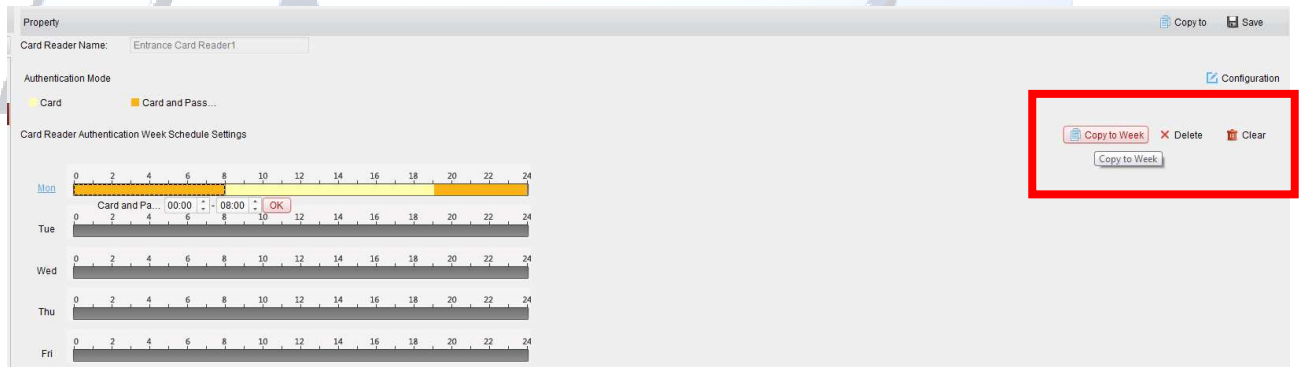 Property Copy to Save
Card Reader Name: Entrance Card Reader1
Authentication Mode Configuration
Card Card and Pass...
Card Reader Authentication Week Schedule Settings Copy to Week Delete Clear
Copy to Week
0 2 4 6 8 10 12 14 16 18 20 22 24
Mon
Card and Pa... 00:00 - 08:00 OK
0 2 4 6 8 10 12 14 16 18 20 22 24
Tue
0 2 4 6 8 10 12 14 16 18 20 22 24
Wed
0 2 4 6 8 10 12 14 16 18 20 22 24
Thu
0 2 4 6 8 10 12 14 16 18 20 22 24
Fri